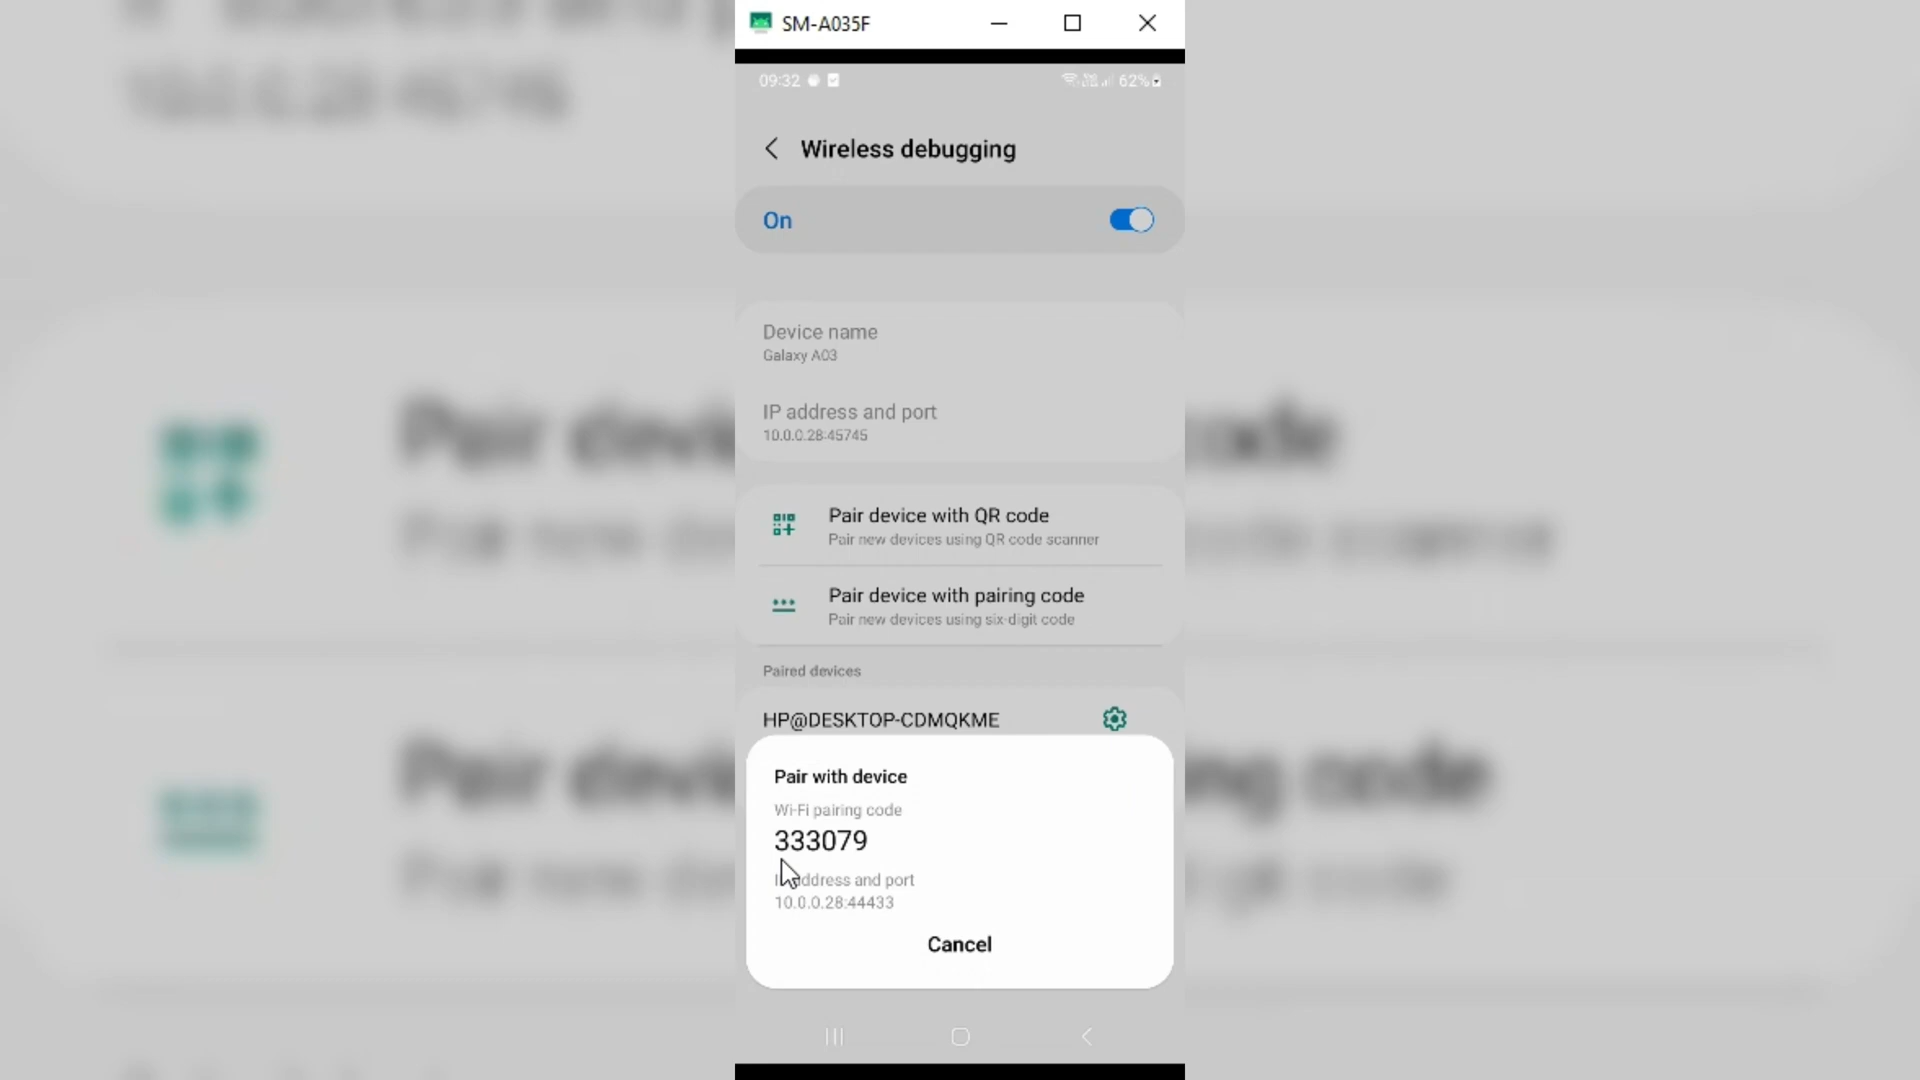 SM-A035F
09:32 62%
Wireless debugging
On
Device name
Galaxy A03
IP address and port
10.0.0.28:45745
Pair device with QR code
Pair new devices using QR code scanner
Pair device with pairing code
Pair new devices using six-digit code
Paired devices
HP@DESKTOP-CDMQKME
Pair with device
Wi-Fi pairing code
333079
address and port
10.0.0.28:44433
Cancel